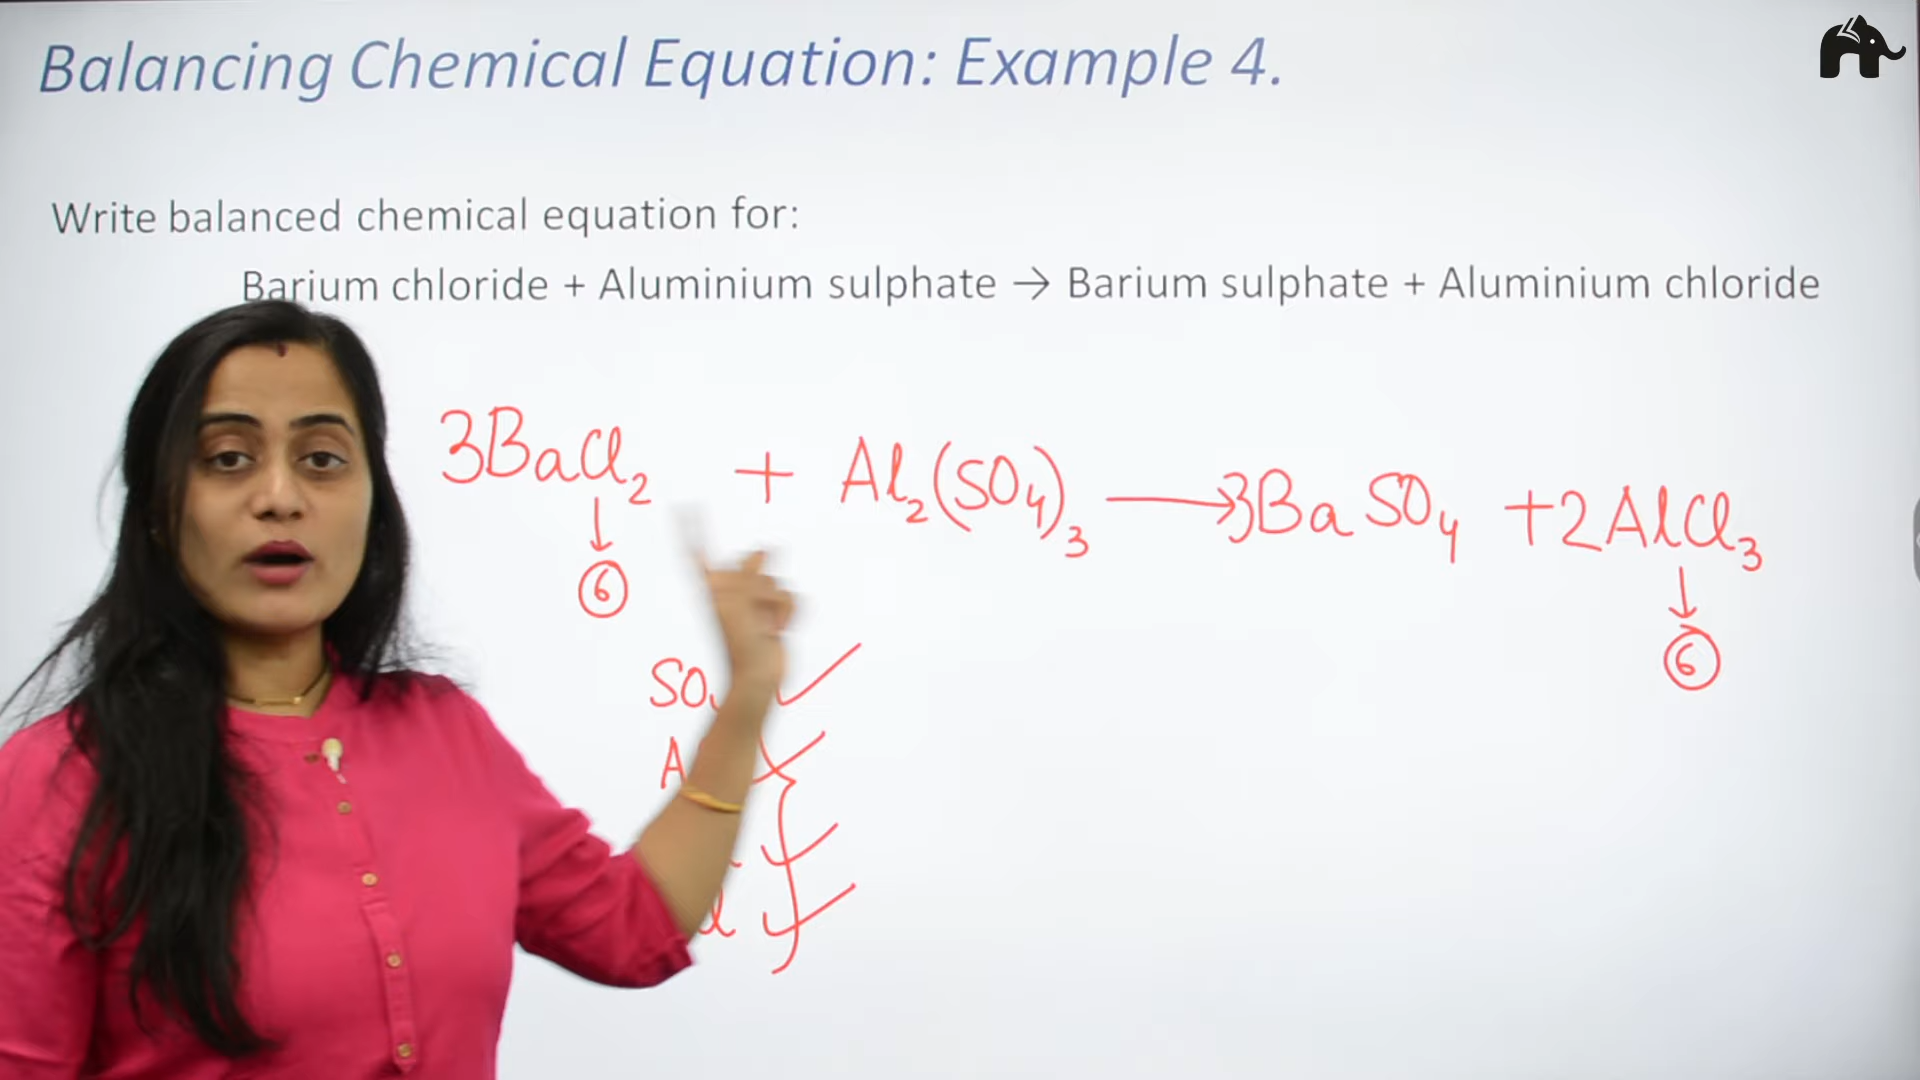 Balancing Chemical Equation: Example 4.
Write balanced chemical equation for:
Barium chloride + Aluminium sulphate → Barium sulphate + Aluminium chloride
3BaCl₂ + Al₂(SO₄)₃ → 3BaSO₄ + 2AlCl₃
↓
6
↓
6
SO
A